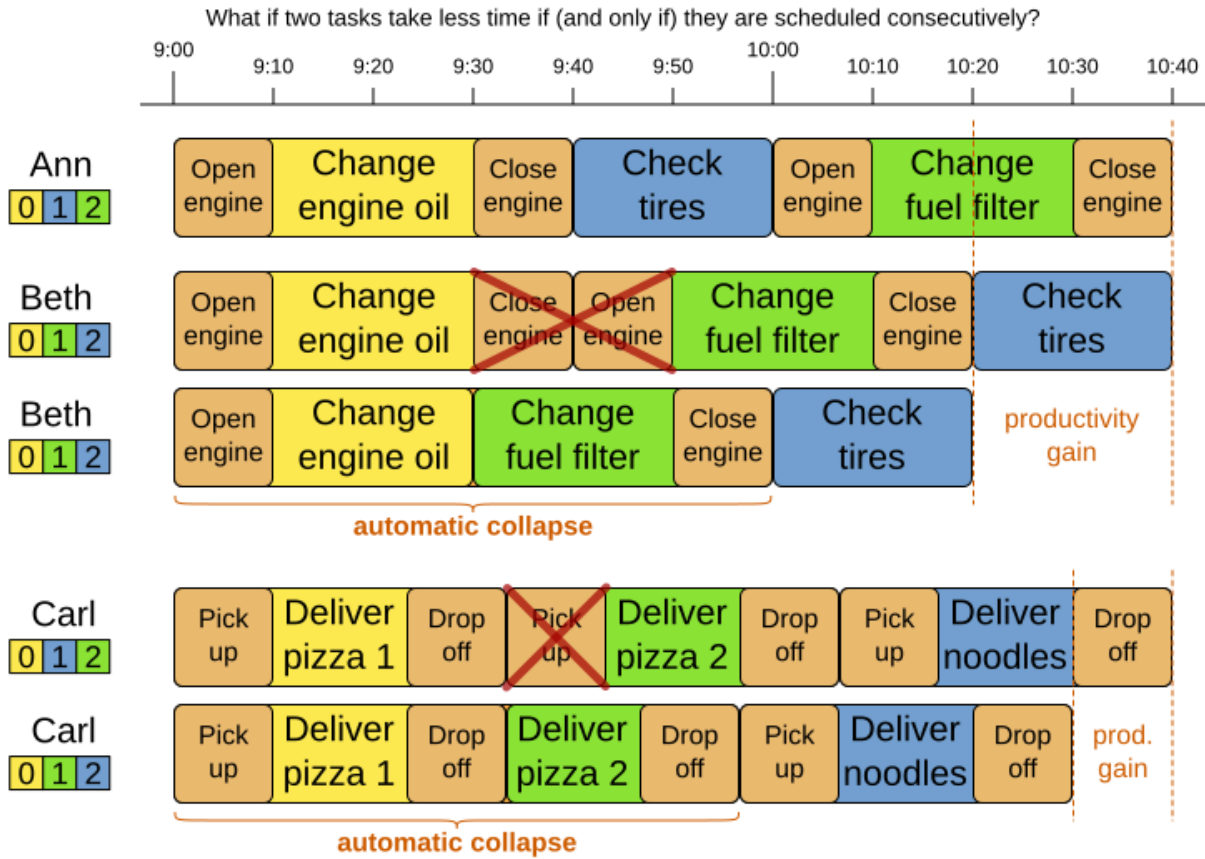 What if two tasks take less time if (and only if) they are scheduled consecutively?
9:00 10:00
9:10 9:20 9:30 9:40 9:50 10:10 10:20 10:30 10:40
Ann
0 1 2
Open engine
Change engine oil
Close engine
Check tires
Open engine
Change fuel filter
Close engine
Beth
0 1 2
Open engine
Change engine oil
Close engine
Open engine
Change fuel filter
Close engine
Check tires
Beth
0 1 2
Open engine
Change engine oil
Change fuel filter
Close engine
Check tires
productivity gain
automatic collapse
Carl
0 1 2
Pick up
Deliver pizza 1
Drop off
Pick up
Deliver pizza 2
Drop off
Pick up
Deliver noodles
Drop off
Carl
0 1 2
Pick up
Deliver pizza 1
Drop off
Deliver pizza 2
Drop off
Pick up
Deliver noodles
Drop off
prod. gain
automatic collapse